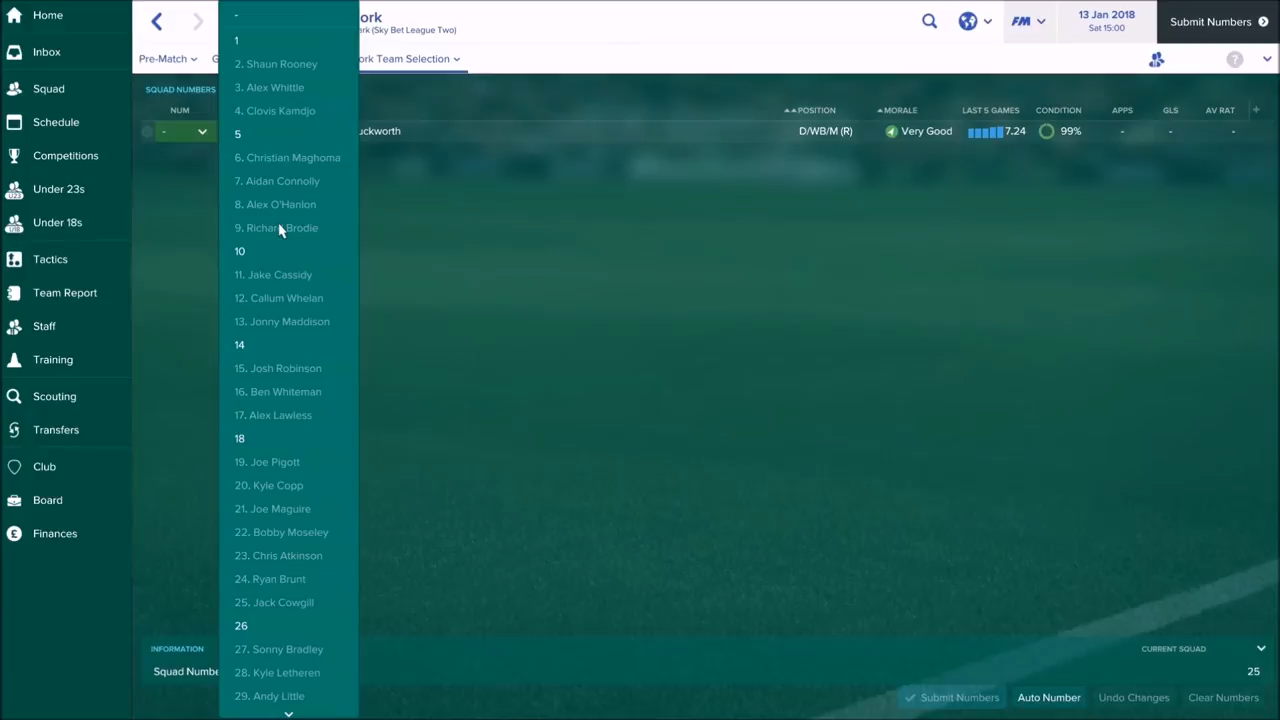 Home
Inbox
Squad
Schedule
Competitions
Under 23s
Under 18s
Tactics
Team Report
Staff
Training
Scouting
Transfers
Club
Board
Finances
ork
rk (Sky Bet League Two)
FM
13 Jan 2018
Sat 15:00
Submit Numbers
Pre-Match
G
rk Team Selection
SQUAD NUMBERS
NUM
POSITION
MORALE
LAST 5 GAMES
CONDITION
APPS
GLS
AV RAT
-
uckworth
D/WB/M (R)
Very Good
7.24
99%
-
-
-
-
1
2. Shaun Rooney
3. Alex Whittle
4. Clovis Kamdjo
5
6. Christian Maghoma
7. Aidan Connolly
8. Alex O'Hanlon
9. Richard Brodie
10
11. Jake Cassidy
12. Callum Whelan
13. Jonny Maddison
14
15. Josh Robinson
16. Ben Whiteman
17. Alex Lawless
18
19. Joe Pigott
20. Kyle Copp
21. Joe Maguire
22. Bobby Moseley
23. Chris Atkinson
24. Ryan Brunt
25. Jack Cowgill
26
27. Sonny Bradley
28. Kyle Letheren
29. Andy Little
INFORMATION
Squad Numbe
CURRENT SQUAD
25
Submit Numbers
Auto Number
Undo Changes
Clear Numbers